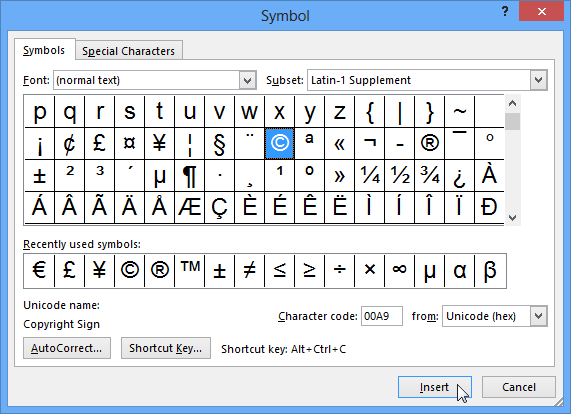 Symbol
? ×
Symbols Special Characters
Font: (normal text) Subset: Latin-1 Supplement
p q r s t u v w x y z { | } ~
¡ ¢ £ ¤ ¥ ¦ § ¨ © ª « ¬ - ® ¯ °
± ² ³ ´ µ ¶ · ¸ ¹ º » ¼ ½ ¾ ¿ À
Á Â Ã Ä Å Æ Ç È É Ê Ë Ì Í Î Ï Đ
Recently used symbols:
€ £ ¥ © ® ™ ± ≠ ≤ ≥ ÷ × ∞ µ α β
Unicode name:
Copyright Sign
Character code: 00A9 from: Unicode (hex)
AutoCorrect... Shortcut Key... Shortcut key: Alt+Ctrl+C
Insert Cancel